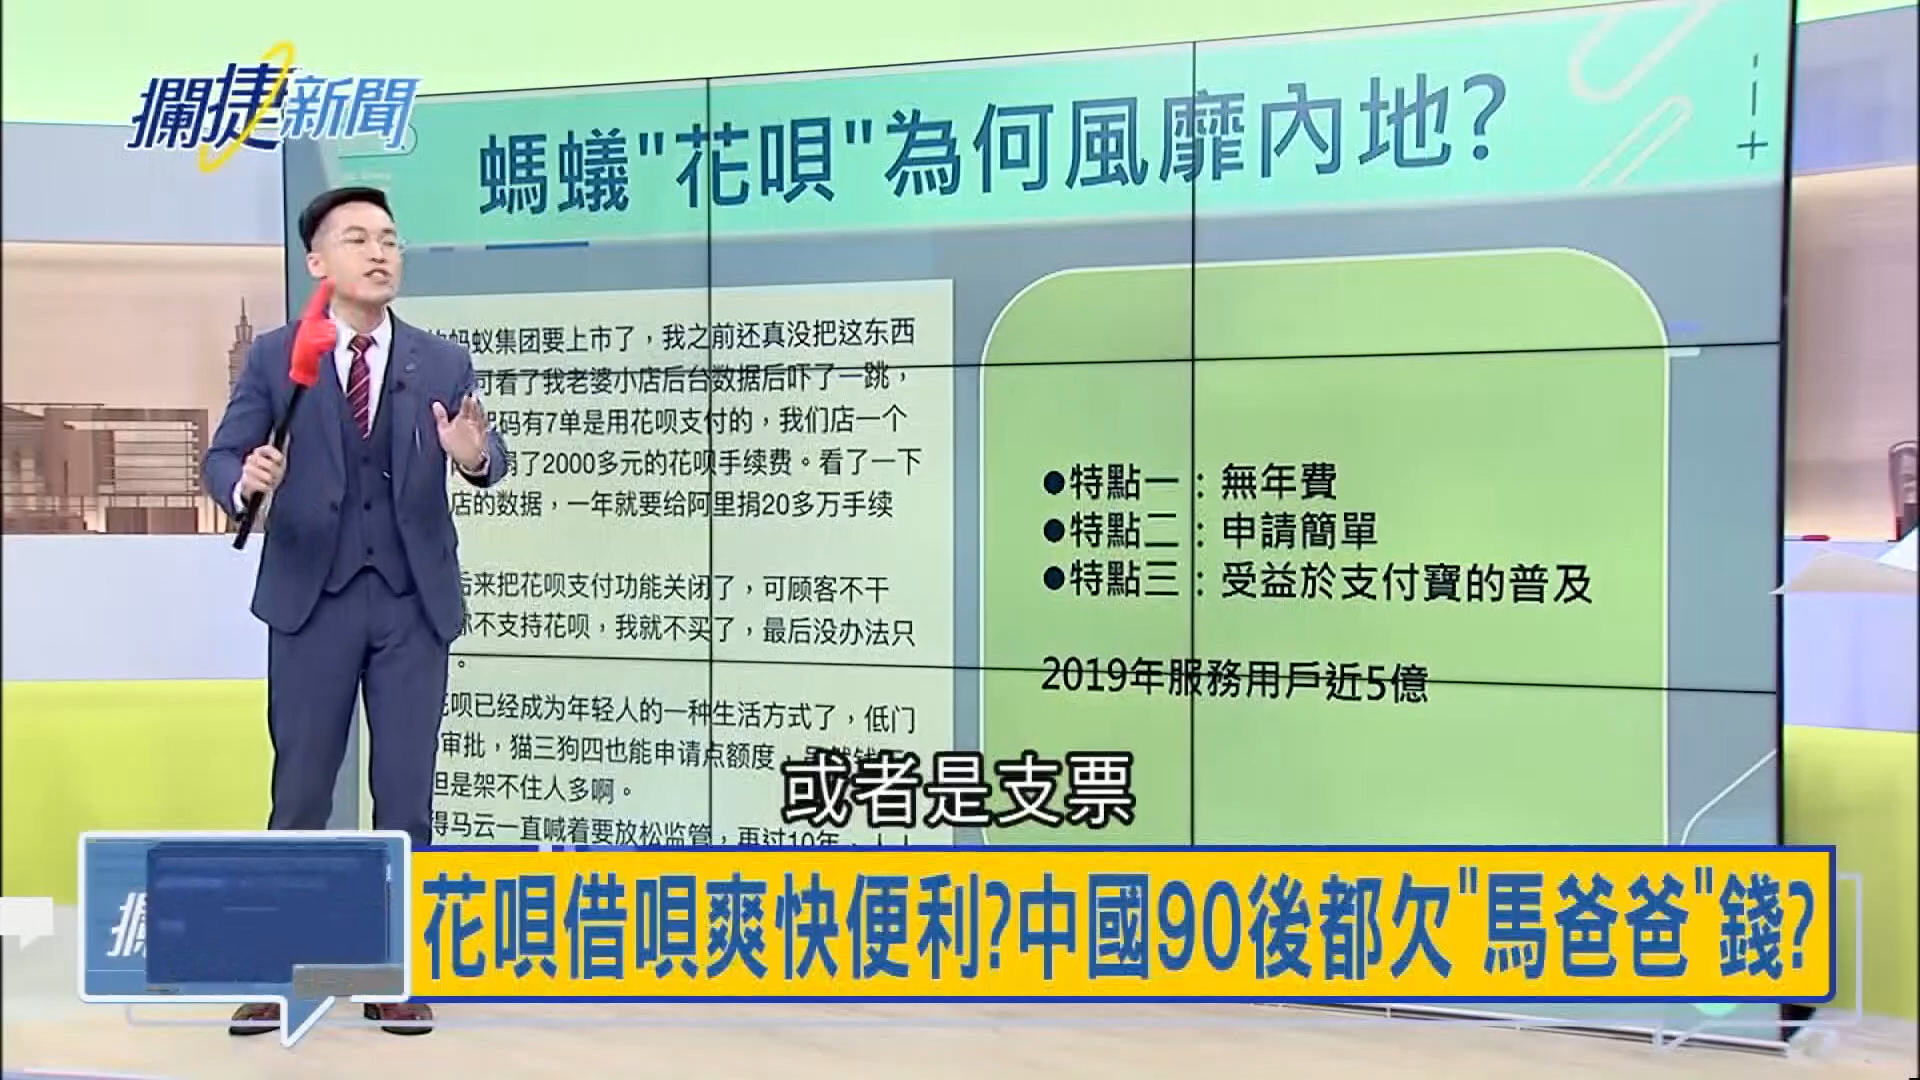 攔捷新聞
螞蟻"花唄"為何風靡內地?
蚂蚁集团要上市了，我之前还真没把这东西
可看了我老婆小店后台数据后吓了一跳，
码有7单是用花呗支付的，我们店一个
捐了2000多元的花呗手续费。看了一下
店的数据，一年就要给阿里捐20多万手续
后来把花呗支付功能关闭了，可顾客不干
你不支持花呗，我就不买了，最后没办法只
。
花呗已经成为年轻人的一种生活方式了，低门
审批，猫三狗四也能申请点额度，
但是架不住人多啊。
得马云一直喊着要放松监管，再过10年，人人
●特點一：無年費
●特點二：申請簡單
●特點三：受益於支付寶的普及
2019年服務用戶近5億
或者是支票
攔
花唄借唄爽快便利?中國90後都欠"馬爸爸"錢?